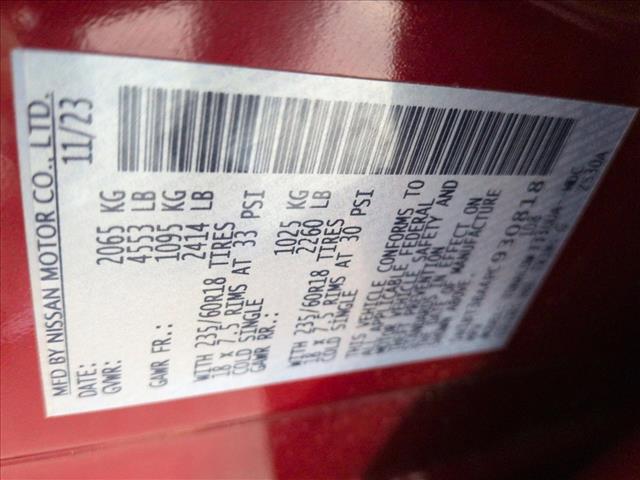 MFD BY NISSAN MOTOR CO., LTD.
DATE: 11/23
GVWR: 2065 KG
4553 LB
GAWR FR.: 1095 KG
2414 LB
WITH 235/60R18 TIRES
18 x 7.5 RIMS AT 33 PSI
COLD SINGLE
GAWR RR.: 1025 KG
2260 LB
WITH 235/60R18 TIRES
18 x 7.5 RIMS AT 30 PSI
COLD SINGLE
THIS VEHICLE CONFORMS TO
ALL APPLICABLE FEDERAL
MOTOR VEHICLE SAFETY AND
THEFT PREVENTION
STANDARDS IN EFFECT ON
THE DATE OF MANUFACTURE
SHOWN ABOVE.
930818
MPV